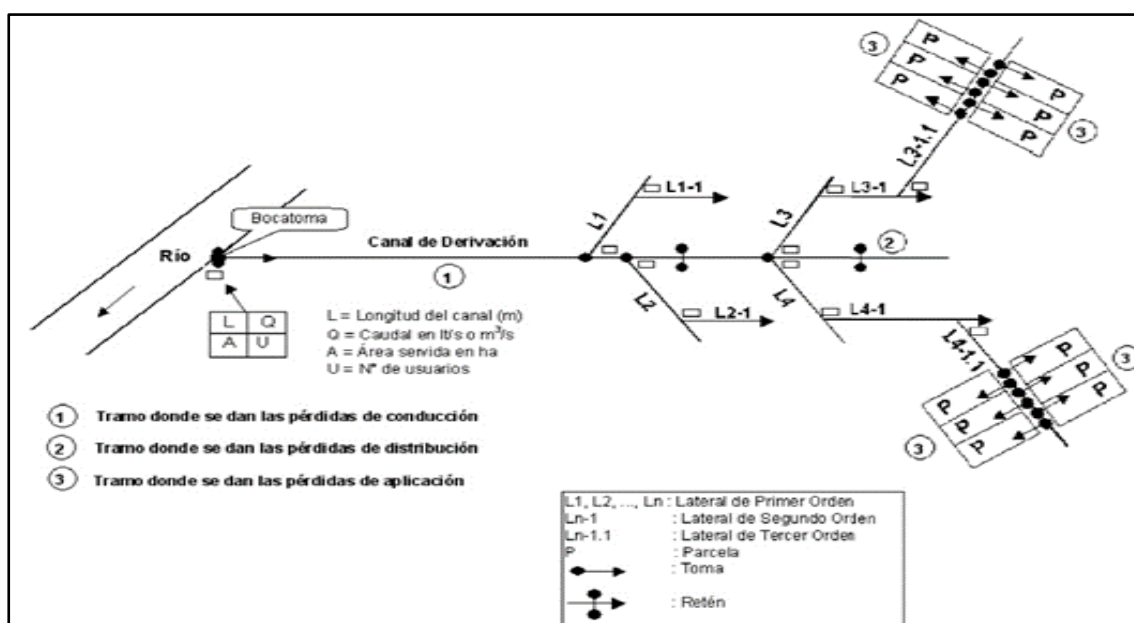 3
P
P
P
P
P
P
3
L3-1.1
Bocatoma
Río
Canal de Derivación
1
L1
L1-1
L2
L2-1
L3
L3-1
2
L4
L4-1
L4-1.1
P
P
P
3
P
P
P
3
L Q
A U
L = Longitud del canal (m)
Q = Caudal en lt/s o m³/s
A = Área servida en ha
U = N° de usuarios
1 Tramo donde se dan las pérdidas de conducción
2 Tramo donde se dan las pérdidas de distribución
3 Tramo donde se dan las pérdidas de aplicación
L1, L2, ..., Ln : Lateral de Primer Orden
Ln-1 : Lateral de Segundo Orden
Ln-1.1 : Lateral de Tercer Orden
P : Parcela
: Toma
: Retén